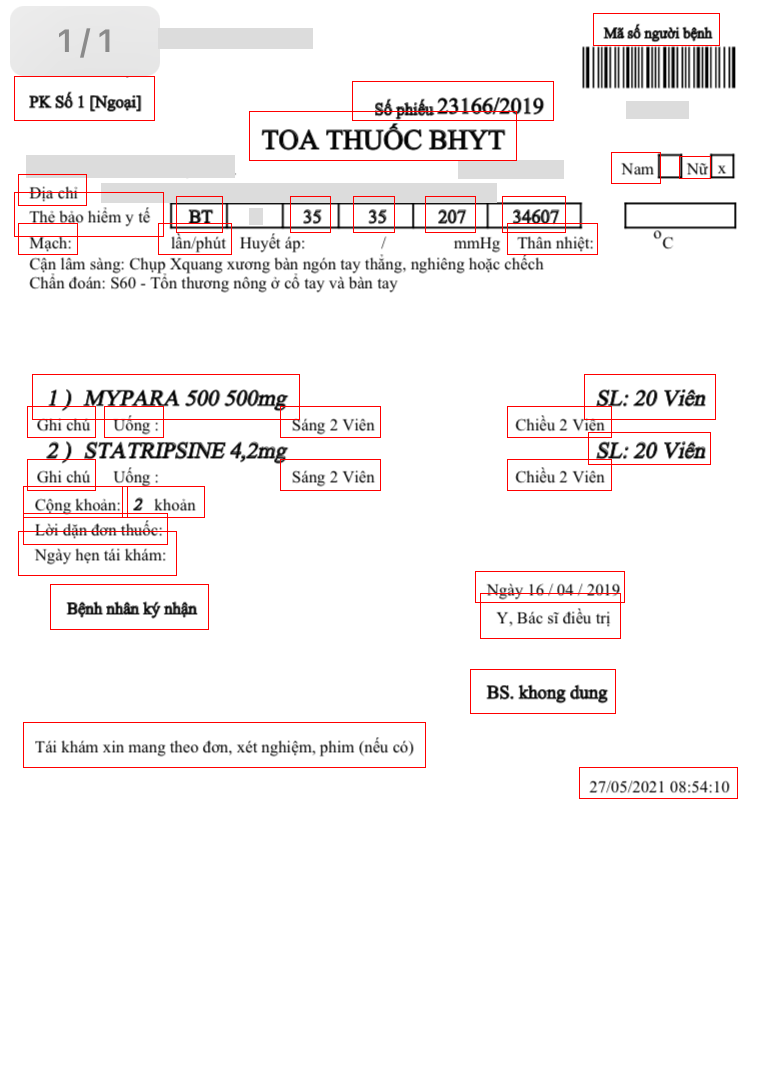 1/1
Mã số người bệnh
PK Số 1 [Ngoại]
Số phiếu 23166/2019
TOA THUỐC BHYT
Nam Nữ x
Địa chỉ
Thẻ bảo hiểm y tế BT 35 35 207 34607
Mạch: lần/phút Huyết áp: / mmHg Thân nhiệt: °C
Cận lâm sàng: Chụp Xquang xương bàn ngón tay thẳng, nghiêng hoặc chếch
Chẩn đoán: S60 - Tổn thương nông ở cổ tay và bàn tay
1 ) MYPARA 500 500mg SL: 20 Viên
Ghi chú Uống : Sáng 2 Viên Chiều 2 Viên
2 ) STATRIPSINE 4,2mg SL: 20 Viên
Ghi chú Uống : Sáng 2 Viên Chiều 2 Viên
Cộng khoản: 2 khoản
Lời dặn đơn thuốc:
Ngày hẹn tái khám:
Ngày 16 / 04 / 2019
Bệnh nhân ký nhận Y, Bác sĩ điều trị
BS. khong dung
Tái khám xin mang theo đơn, xét nghiệm, phim (nếu có)
27/05/2021 08:54:10